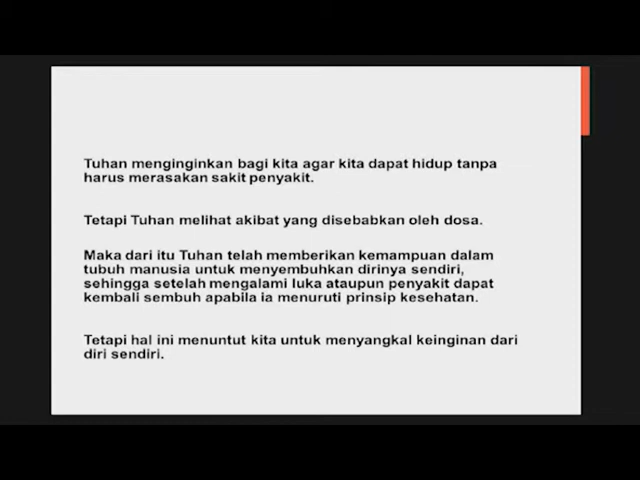 Tuhan menginginkan bagi kita agar kita dapat hidup tanpa
harus merasakan sakit penyakit.
Tetapi Tuhan melihat akibat yang disebabkan oleh dosa.
Maka dari itu Tuhan telah memberikan kemampuan dalam
tubuh manusia untuk menyembuhkan dirinya sendiri,
sehingga setelah mengalami luka ataupun penyakit dapat
kembali sembuh apabila ia menuruti prinsip kesehatan.
Tetapi hal ini menuntut kita untuk menyangkal keinginan dari
diri sendiri.